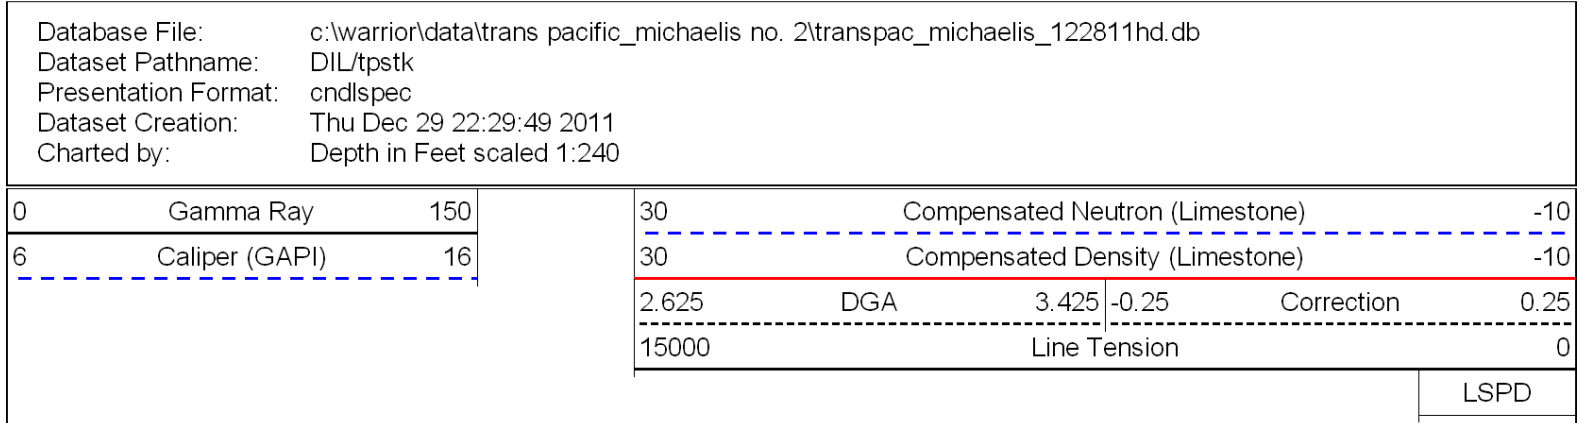 Database File: c:\warrior\data\trans pacific_michaelis no. 2\transpac_michaelis_122811hd.db
Dataset Pathname: DIL/tpstk
Presentation Format: cndlspec
Dataset Creation: Thu Dec 29 22:29:49 2011
Charted by: Depth in Feet scaled 1:240
0 Gamma Ray 150 30 Compensated Neutron (Limestone) -10
6 Caliper (GAPI) 16 30 Compensated Density (Limestone) -10
2.625 DGA 3.425 -0.25 Correction 0.25
15000 Line Tension 0
LSPD